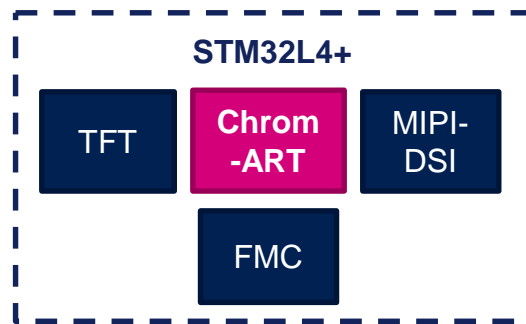 STM32L4+
TFT
Chrom
-ART
MIPI-
DSI
FMC